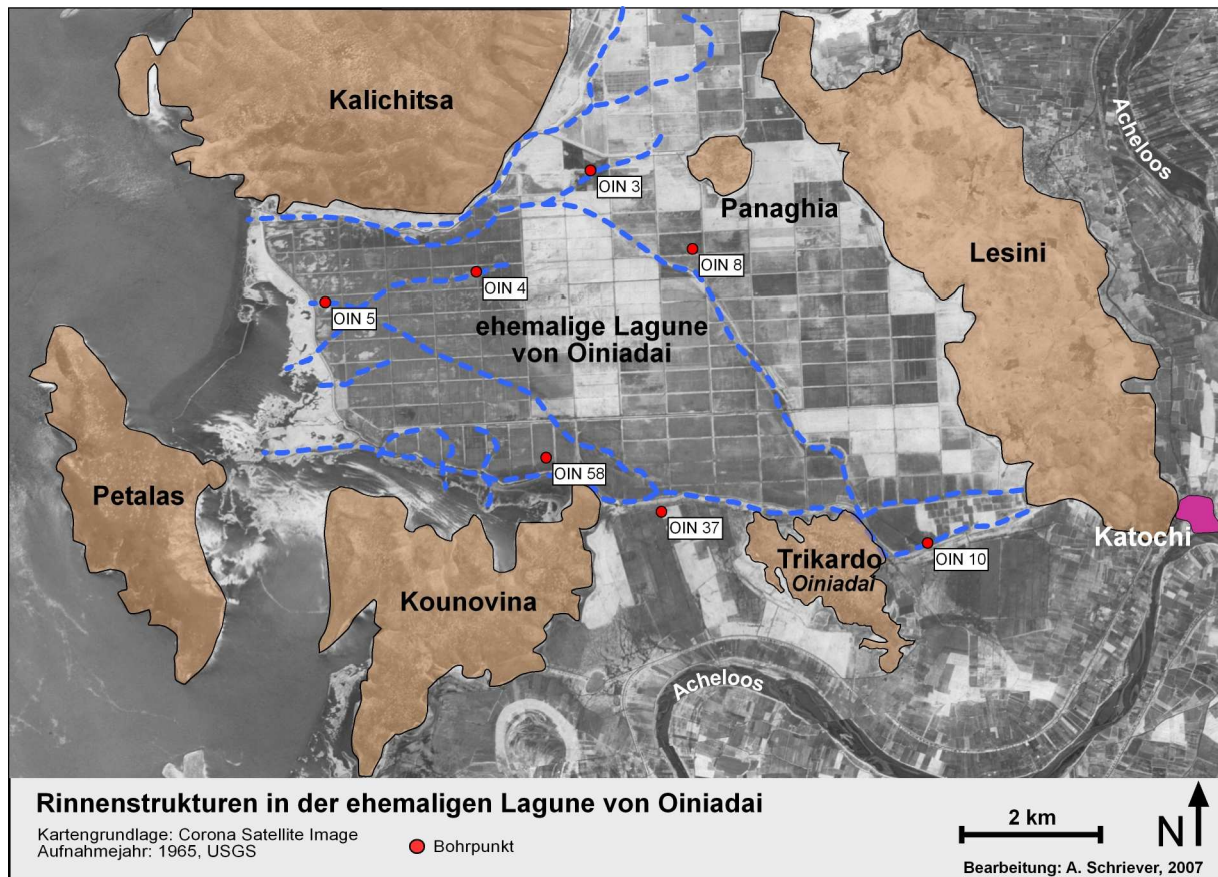 Kalichitsa
Acheloos
OIN 3
Panaghia
Lesini
OIN 8
OIN 4
OIN 5
ehemalige Lagune
von Oiniadai
Petalas
OIN 58
OIN 37
Katochi
Trikardo
Oiniadai
OIN 10
Kounovina
Acheloos
Rinnenstrukturen in der ehemaligen Lagune von Oiniadai
Kartengrundlage: Corona Satellite Image
Aufnahmejahr: 1965, USGS
Bohrpunkt
2 km
N
Bearbeitung: A. Schriever, 2007